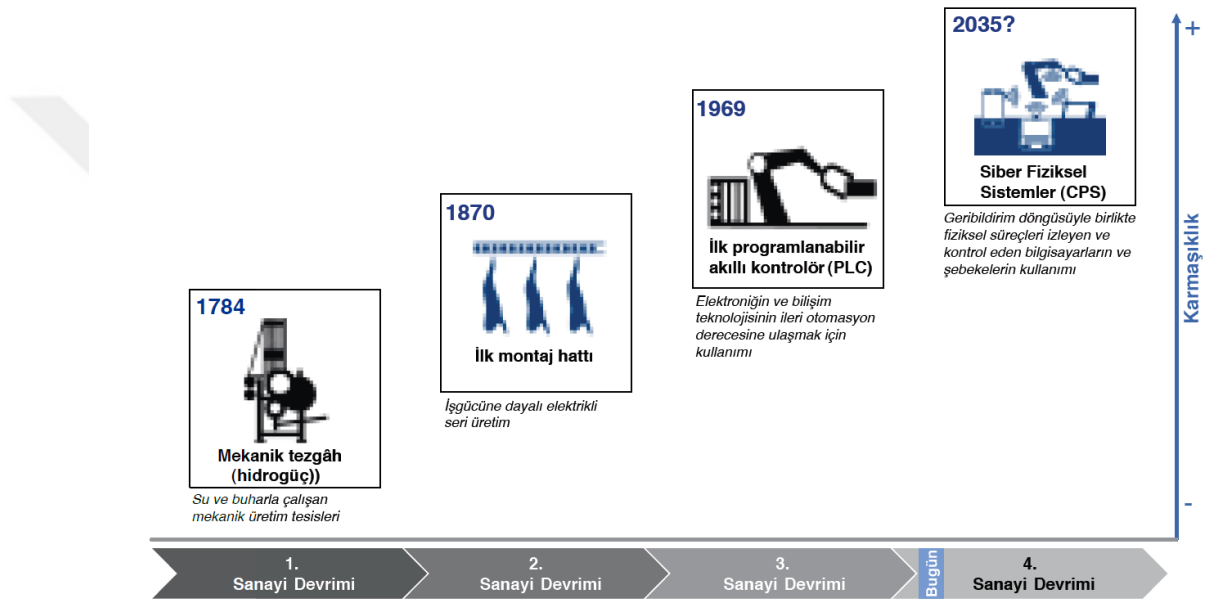 1784
Mekanik tezgâh
(hidrogüç))
Su ve buharla çalışan
mekanik üretim tesisleri
1870
İlk montaj hattı
İşgücüne dayalı elektrikli
seri üretim
1969
İlk programlanabilir
akıllı kontrolör (PLC)
Elektroniğin ve bilişim
teknolojisinin ileri otomasyon
derecesine ulaşmak için
kullanımı
2035?
Siber Fiziksel
Sistemler (CPS)
Geribildirim döngüsüyle birlikte
fiziksel süreçleri izleyen ve
kontrol eden bilgisayarların ve
şebekelerin kullanımı
+
Karmaşıklık
-
1.
Sanayi Devrimi
2.
Sanayi Devrimi
3.
Sanayi Devrimi
Bugün
4.
Sanayi Devrimi